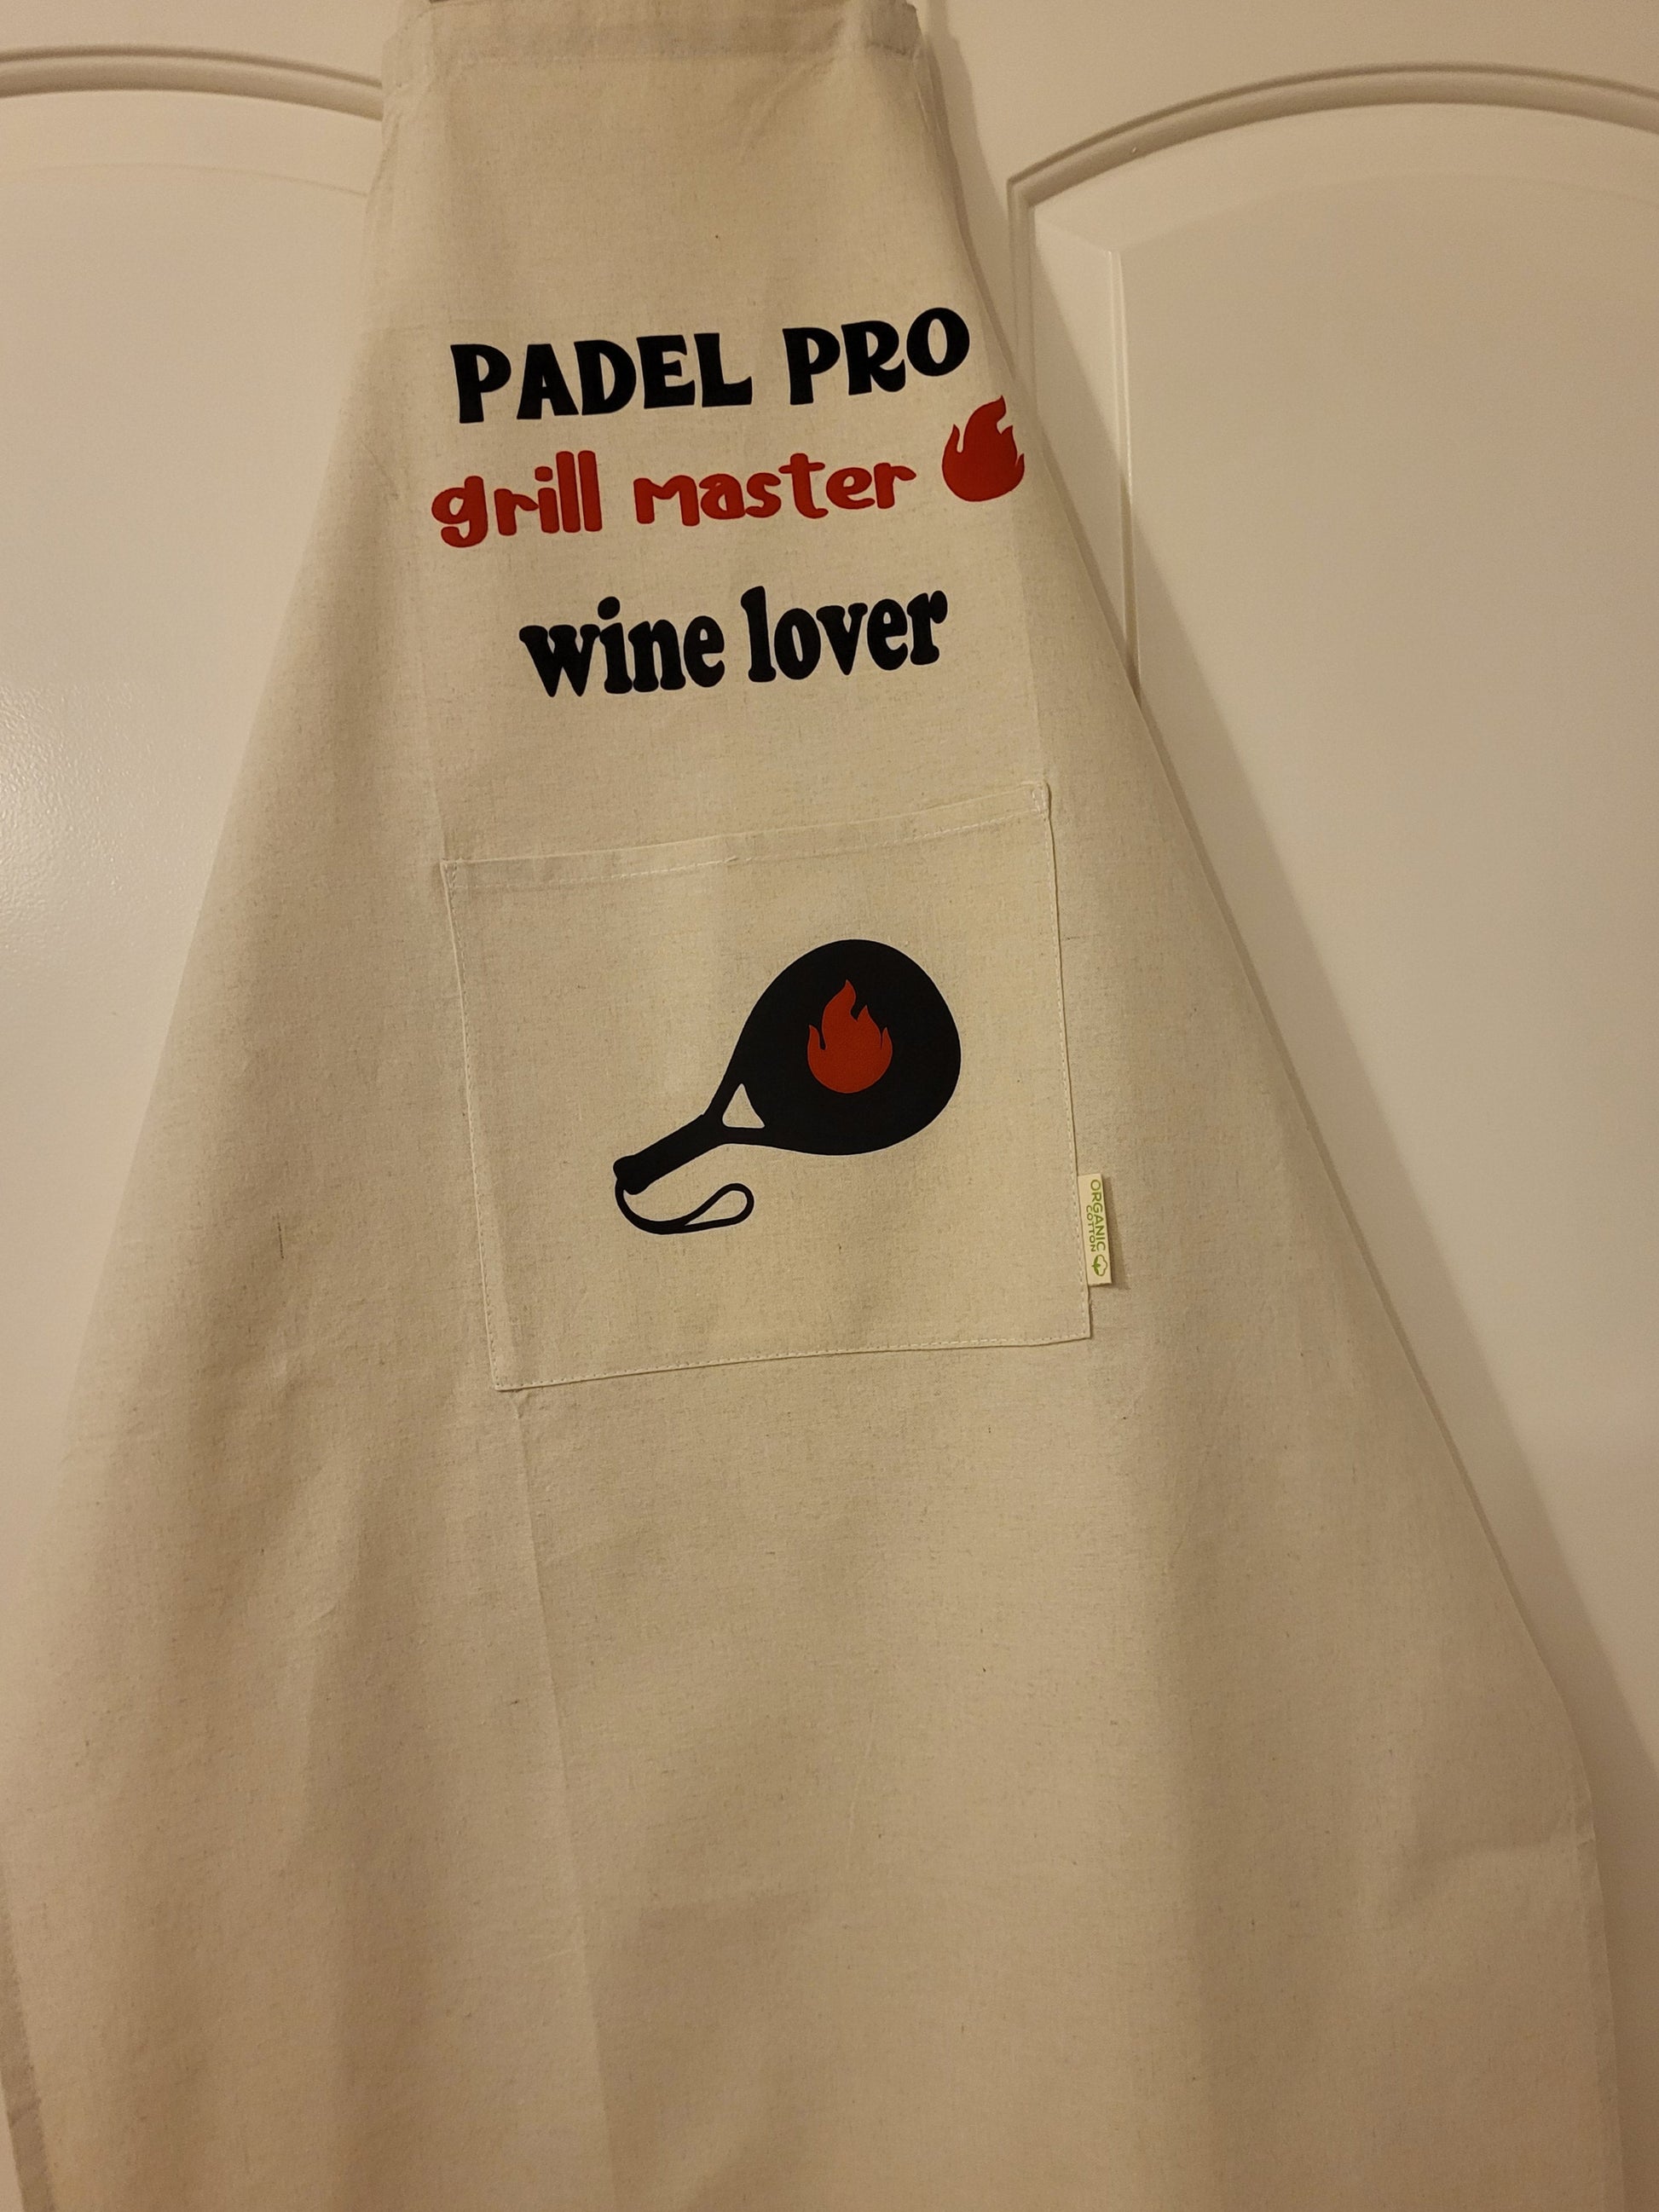 PADEL PRO
grill master
wine lover
ORGANIC
COTTON